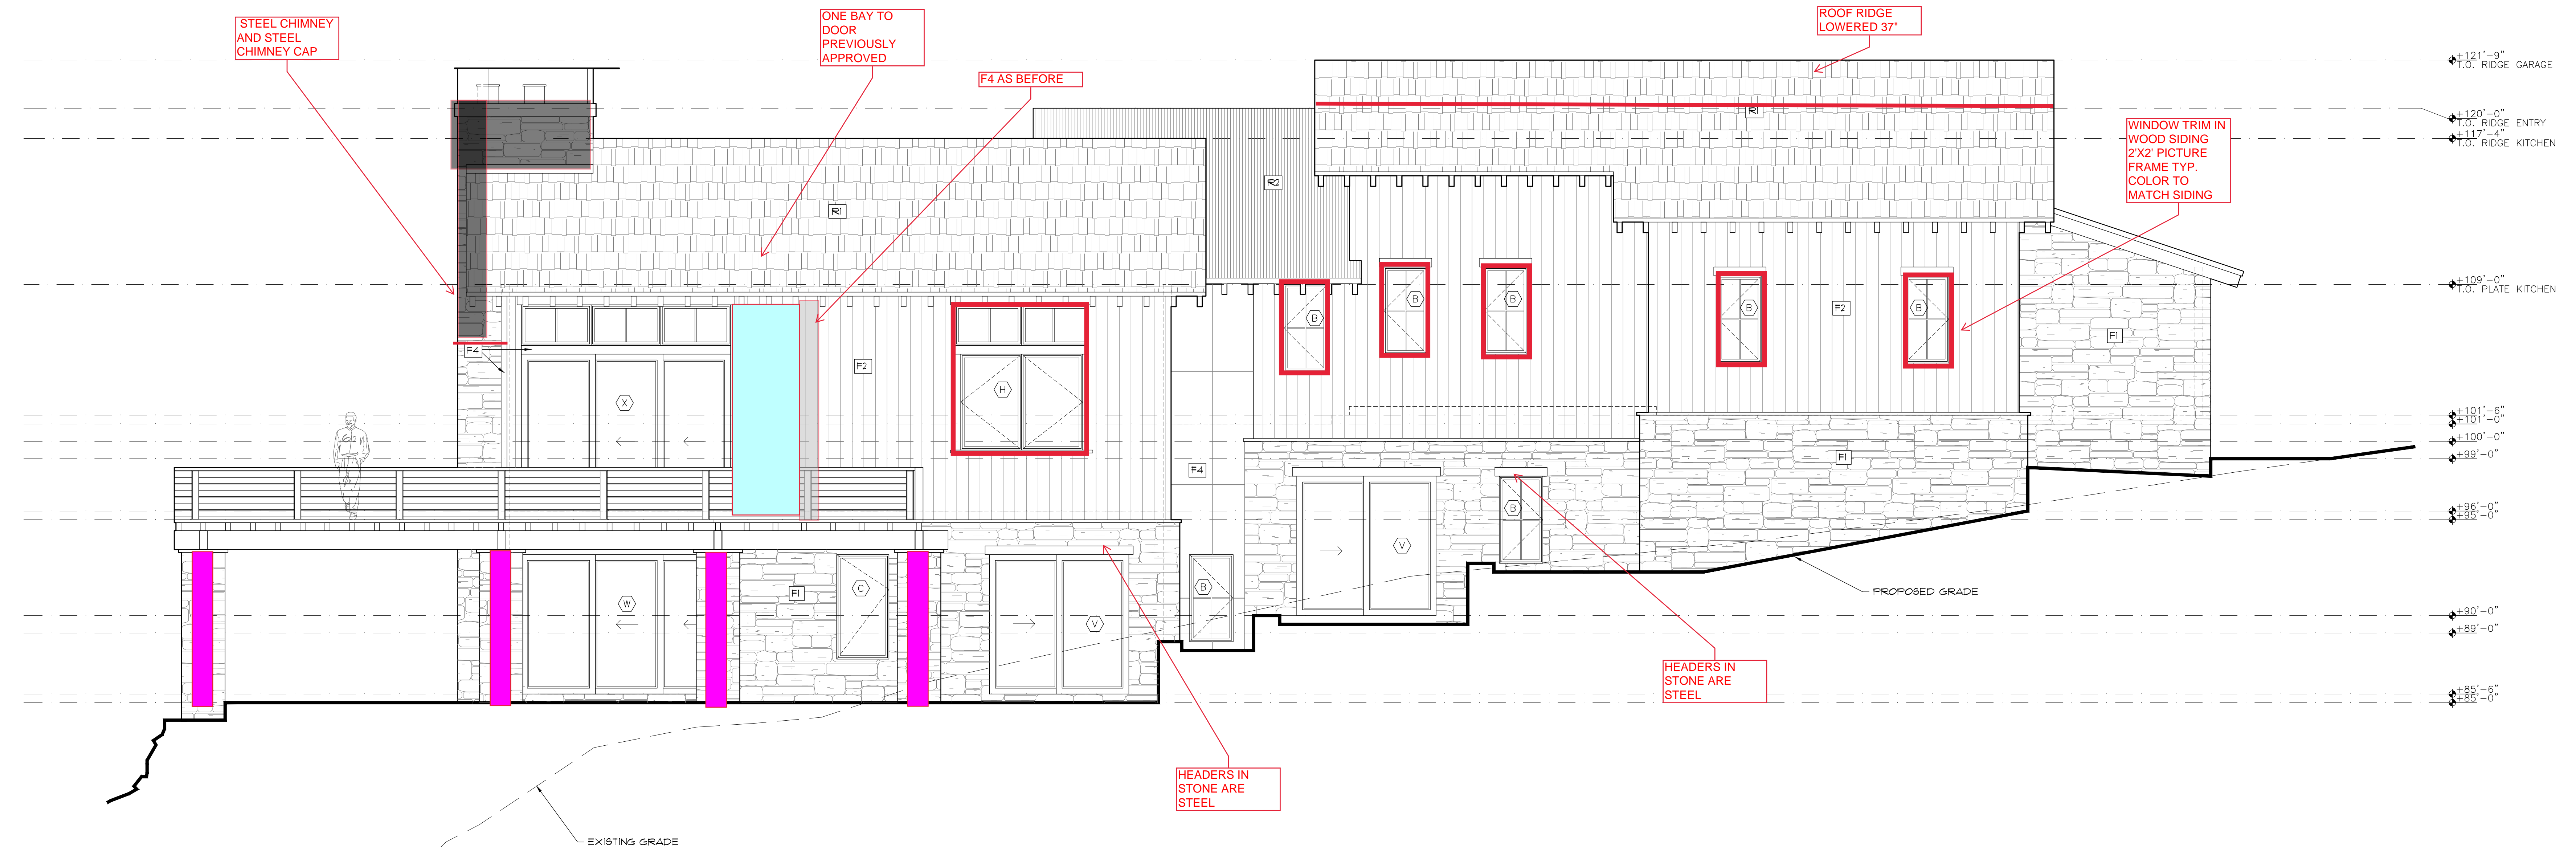 STEEL CHIMNEY
AND STEEL
CHIMNEY CAP
ONE BAY TO
DOOR
PREVIOUSLY
APPROVED
F4 AS BEFORE
ROOF RIDGE
LOWERED 37"
+121'-9"
T.O. RIDGE GARAGE
+120'-0"
T.O. RIDGE ENTRY
+117'-4"
T.O. RIDGE KITCHEN
WINDOW TRIM IN
WOOD SIDING
2'X2' PICTURE
FRAME TYP.
COLOR TO
MATCH SIDING
R1
R2
R1
+109'-0"
T.O. PLATE KITCHEN
B
B
B
B
B
F2
F1
F4
F2
X
H
+101'-6"
+101'-0"
+100'-0"
+99'-0"
62
F4
F1
B
V
+96'-0"
+95'-0"
PROPOSED GRADE
W
F1
C
V
B
+90'-0"
+89'-0"
HEADERS IN
STONE ARE
STEEL
+85'-6"
+85'-0"
HEADERS IN
STONE ARE
STEEL
EXISTING GRADE